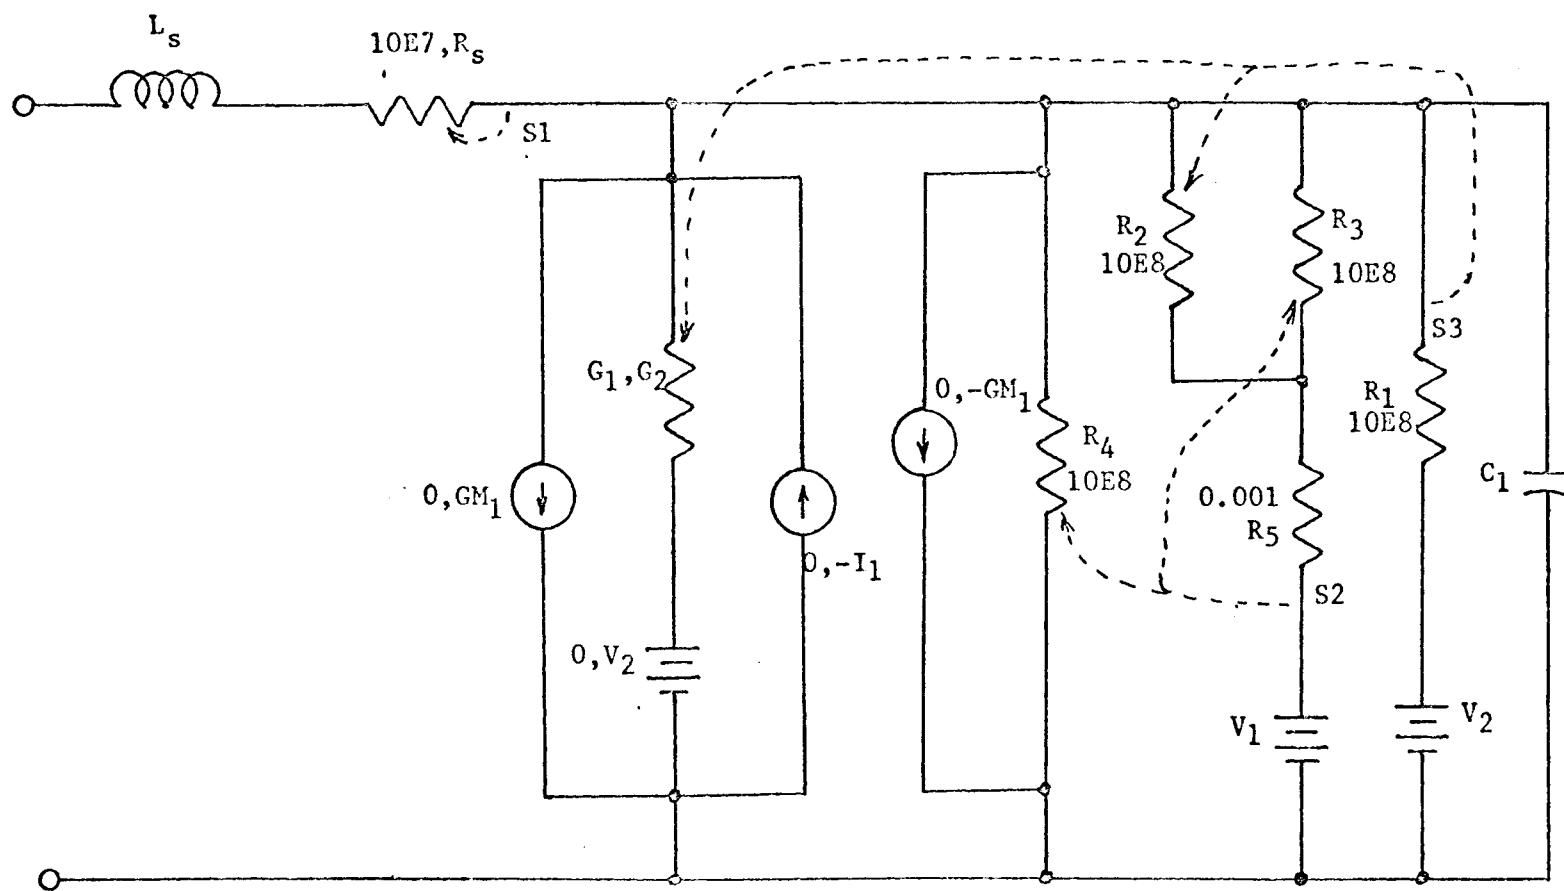 L_s
10E7,R_s
S1
R_2
10E8
R_3
10E8
S3
G_1,G_2
0,-GM_1
R_4
10E8
R_1
10E8
C_1
0,GM_1
0,-I_1
0.001
R_5
S2
0,V_2
V_1
V_2